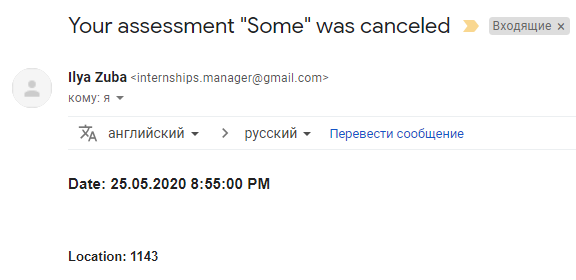 Your assessment "Some" was canceled Входящие ×
Ilya Zuba <internships.manager@gmail.com>
кому: я
английский > русский Перевести сообщение
Date: 25.05.2020 8:55:00 PM
Location: 1143